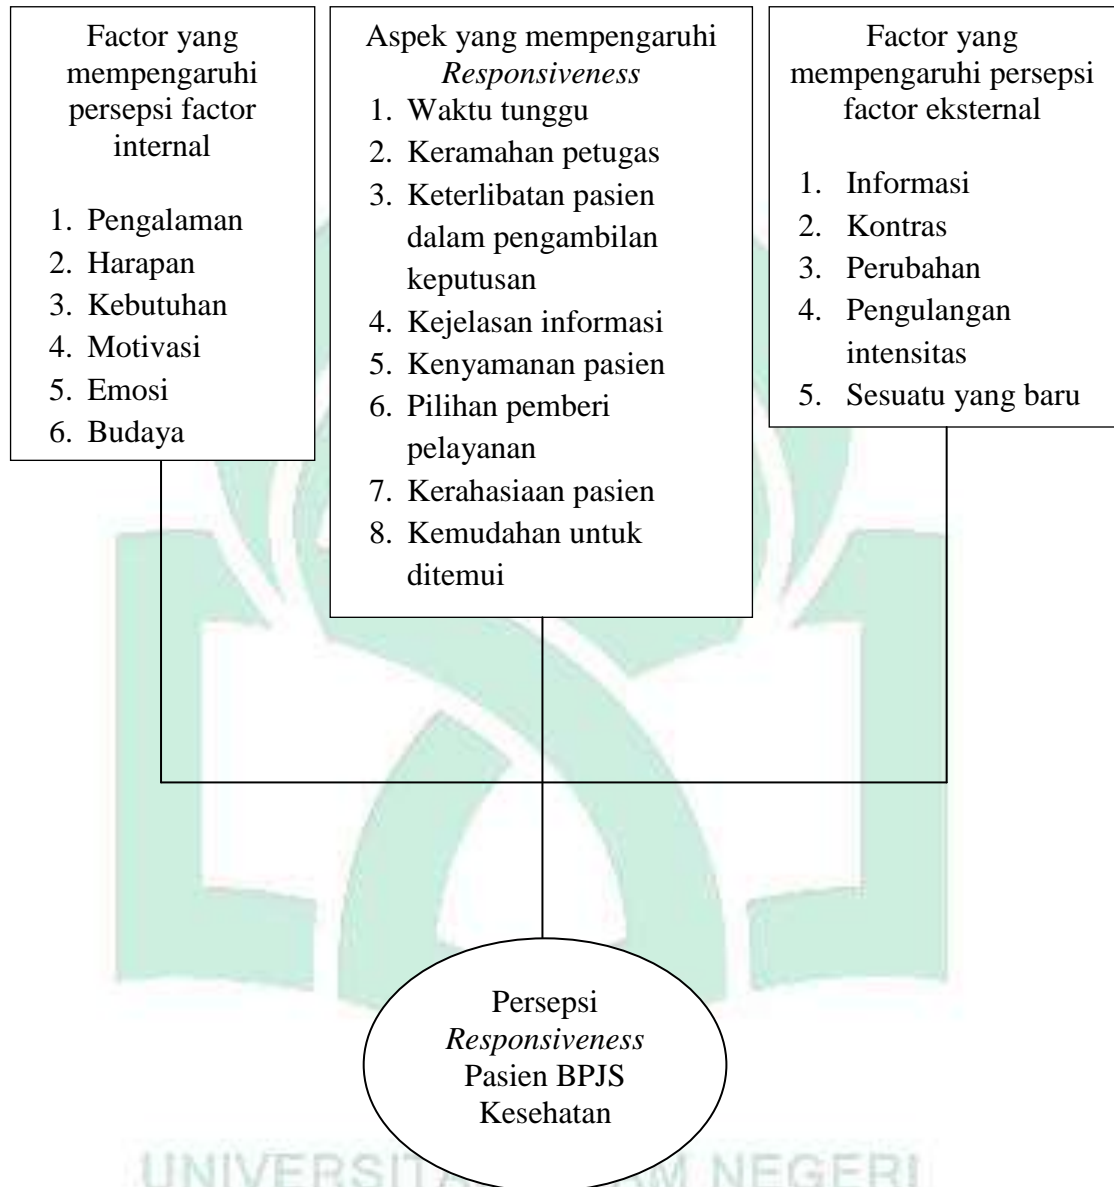 Factor yang
mempengaruhi
persepsi factor
internal
1. Pengalaman
2. Harapan
3. Kebutuhan
4. Motivasi
5. Emosi
6. Budaya
Aspek yang mempengaruhi
Responsiveness
1. Waktu tunggu
2. Keramahan petugas
3. Keterlibatan pasien
dalam pengambilan
keputusan
4. Kejelasan informasi
5. Kenyamanan pasien
6. Pilihan pemberi
pelayanan
7. Kerahasiaan pasien
8. Kemudahan untuk
ditemui
Factor yang
mempengaruhi persepsi
factor eksternal
1. Informasi
2. Kontras
3. Perubahan
4. Pengulangan
intensitas
5. Sesuatu yang baru
Persepsi
Responsiveness
Pasien BPJS
Kesehatan
NEGERI